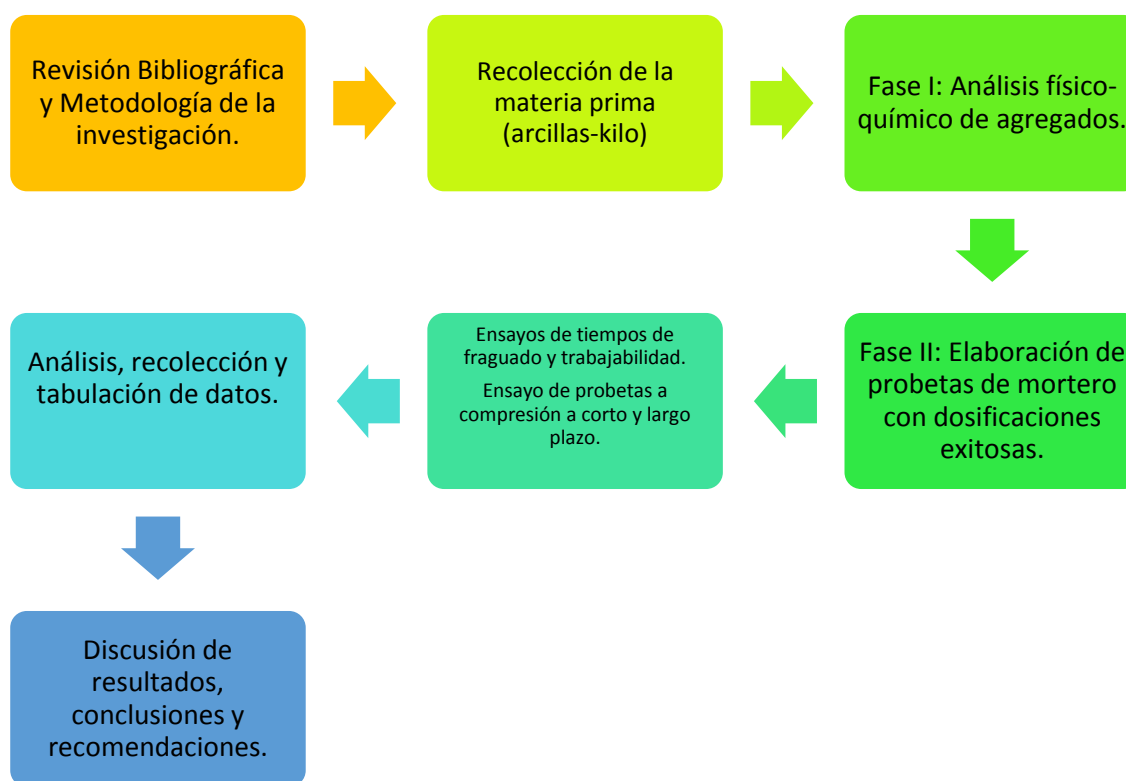 Revisión Bibliográfica
y Metodología de la
investigación.
Recolección de la
materia prima
(arcillas-kilo)
Fase I: Análisis físico-
químico de agregados.
Fase II: Elaboración de
probetas de mortero
con dosificaciones
exitosas.
Ensayos de tiempos de
fraguado y trabajabilidad.
Ensayo de probetas a
compresión a corto y largo
plazo.
Análisis, recolección y
tabulación de datos.
Discusión de
resultados,
conclusiones y
recomendaciones.